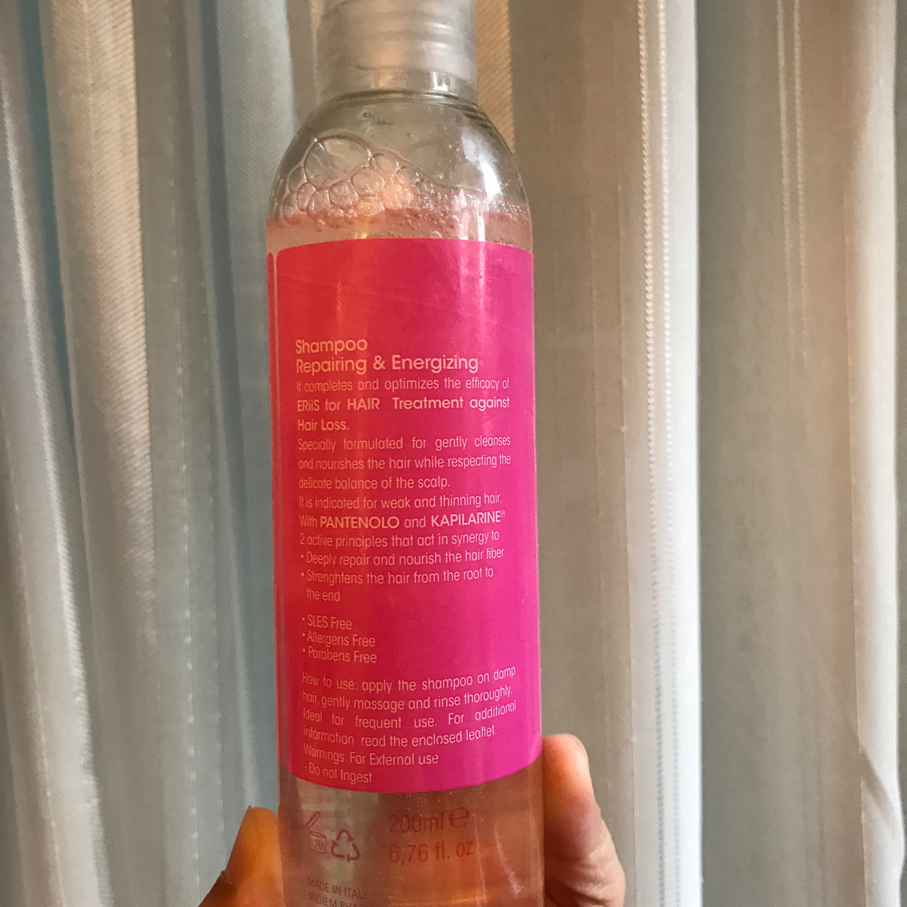 Shampoo
Repairing & Energizing
It completes and optimizes the efficacy of
ERiiS for HAIR Treatment against
Hair Loss.
Specially formulated for gently cleanses
and nourishes the hair while respecting the
delicate balance of the scalp.
It is indicated for weak and thinning hair.
With PANTENOLO and KAPILARINE®
2 active principles that act in synergy to
• Deeply repair and nourish the hair fiber
• Strenghtens the hair from the root to
the end
• SLES Free
• Allergens Free
• Parabens Free
How to use: apply the shampoo on damp
hair, gently massage and rinse thoroughly.
Ideal for frequent use. For additional
information read the enclosed leaflet.
Warnings: For External use
- Do not Ingest
200ml e
6,76 fl. oz
MADE IN ITALY